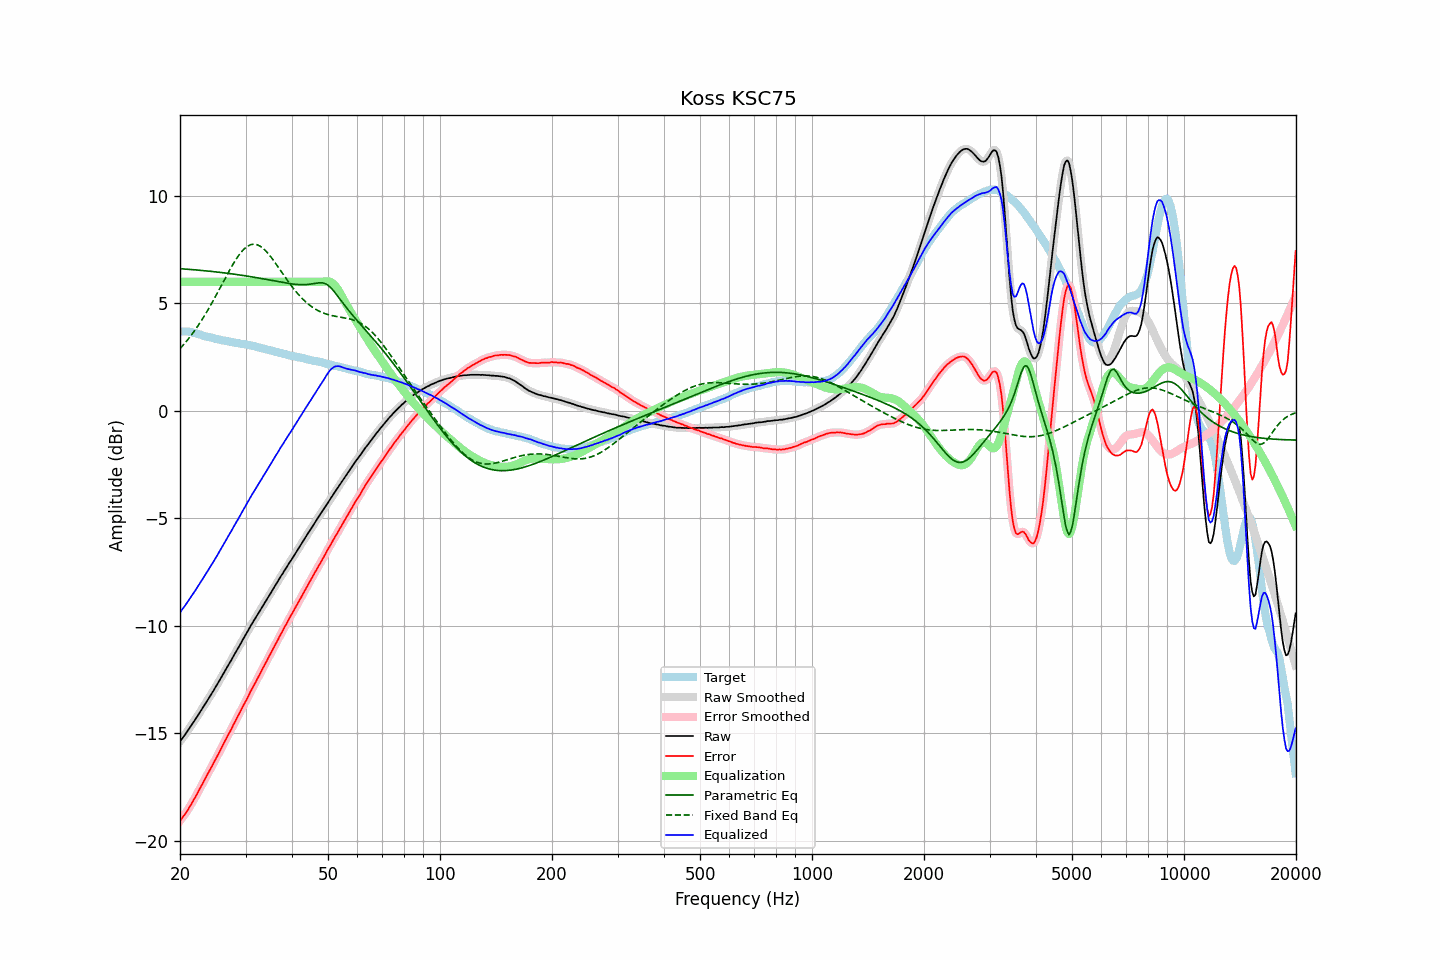 Koss KSC75
Amplitude (dBr)
10
5
0
−5
−10
−15
−20
Target
Raw Smoothed
Error Smoothed
Raw
Error
Equalization
Parametric Eq
Fixed Band Eq
Equalized
20 50 100 200 500 1000 2000 5000 10000 20000
Frequency (Hz)